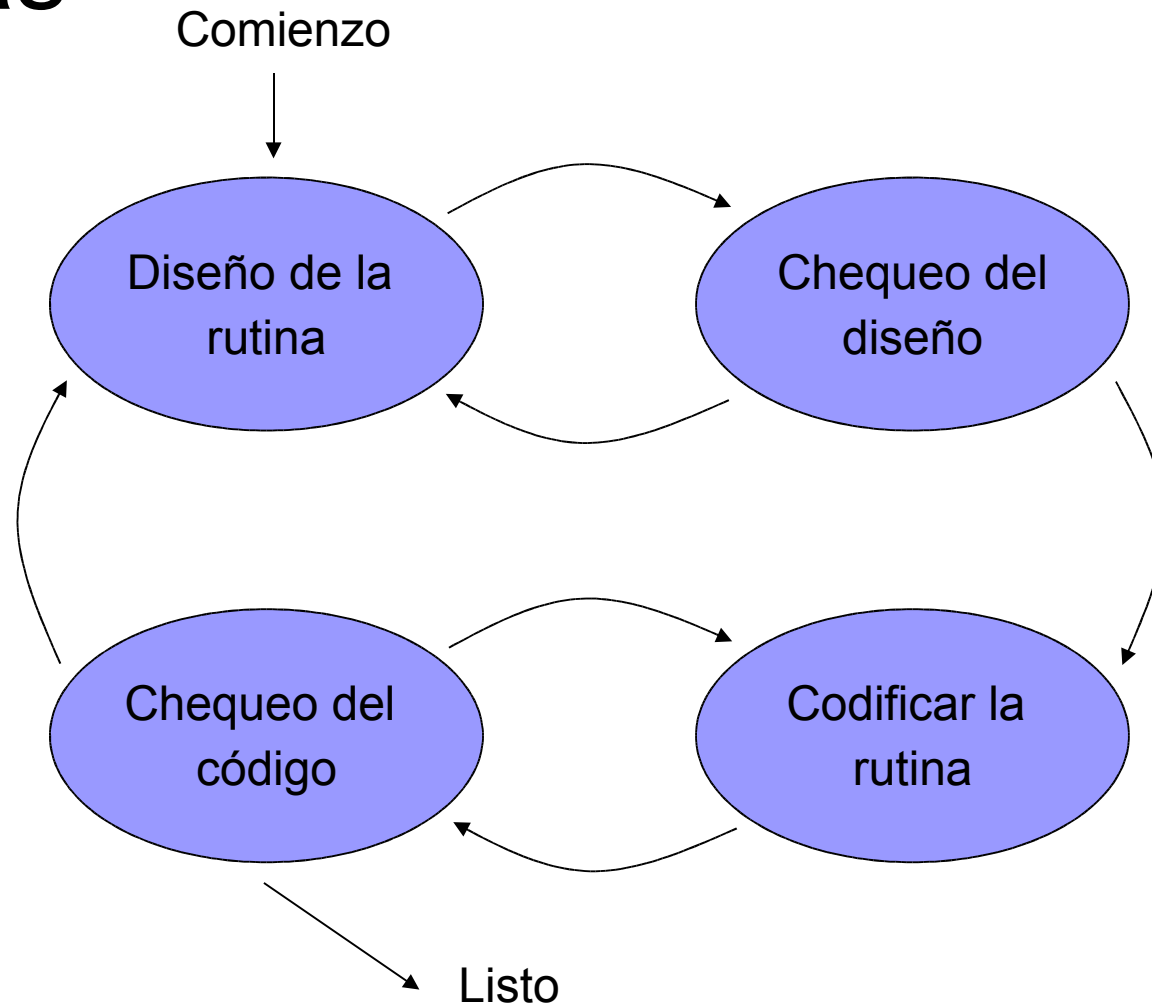 Comienzo
Diseño de la
rutina
Chequeo del
diseño
Chequeo del
código
Codificar la
rutina
Listo